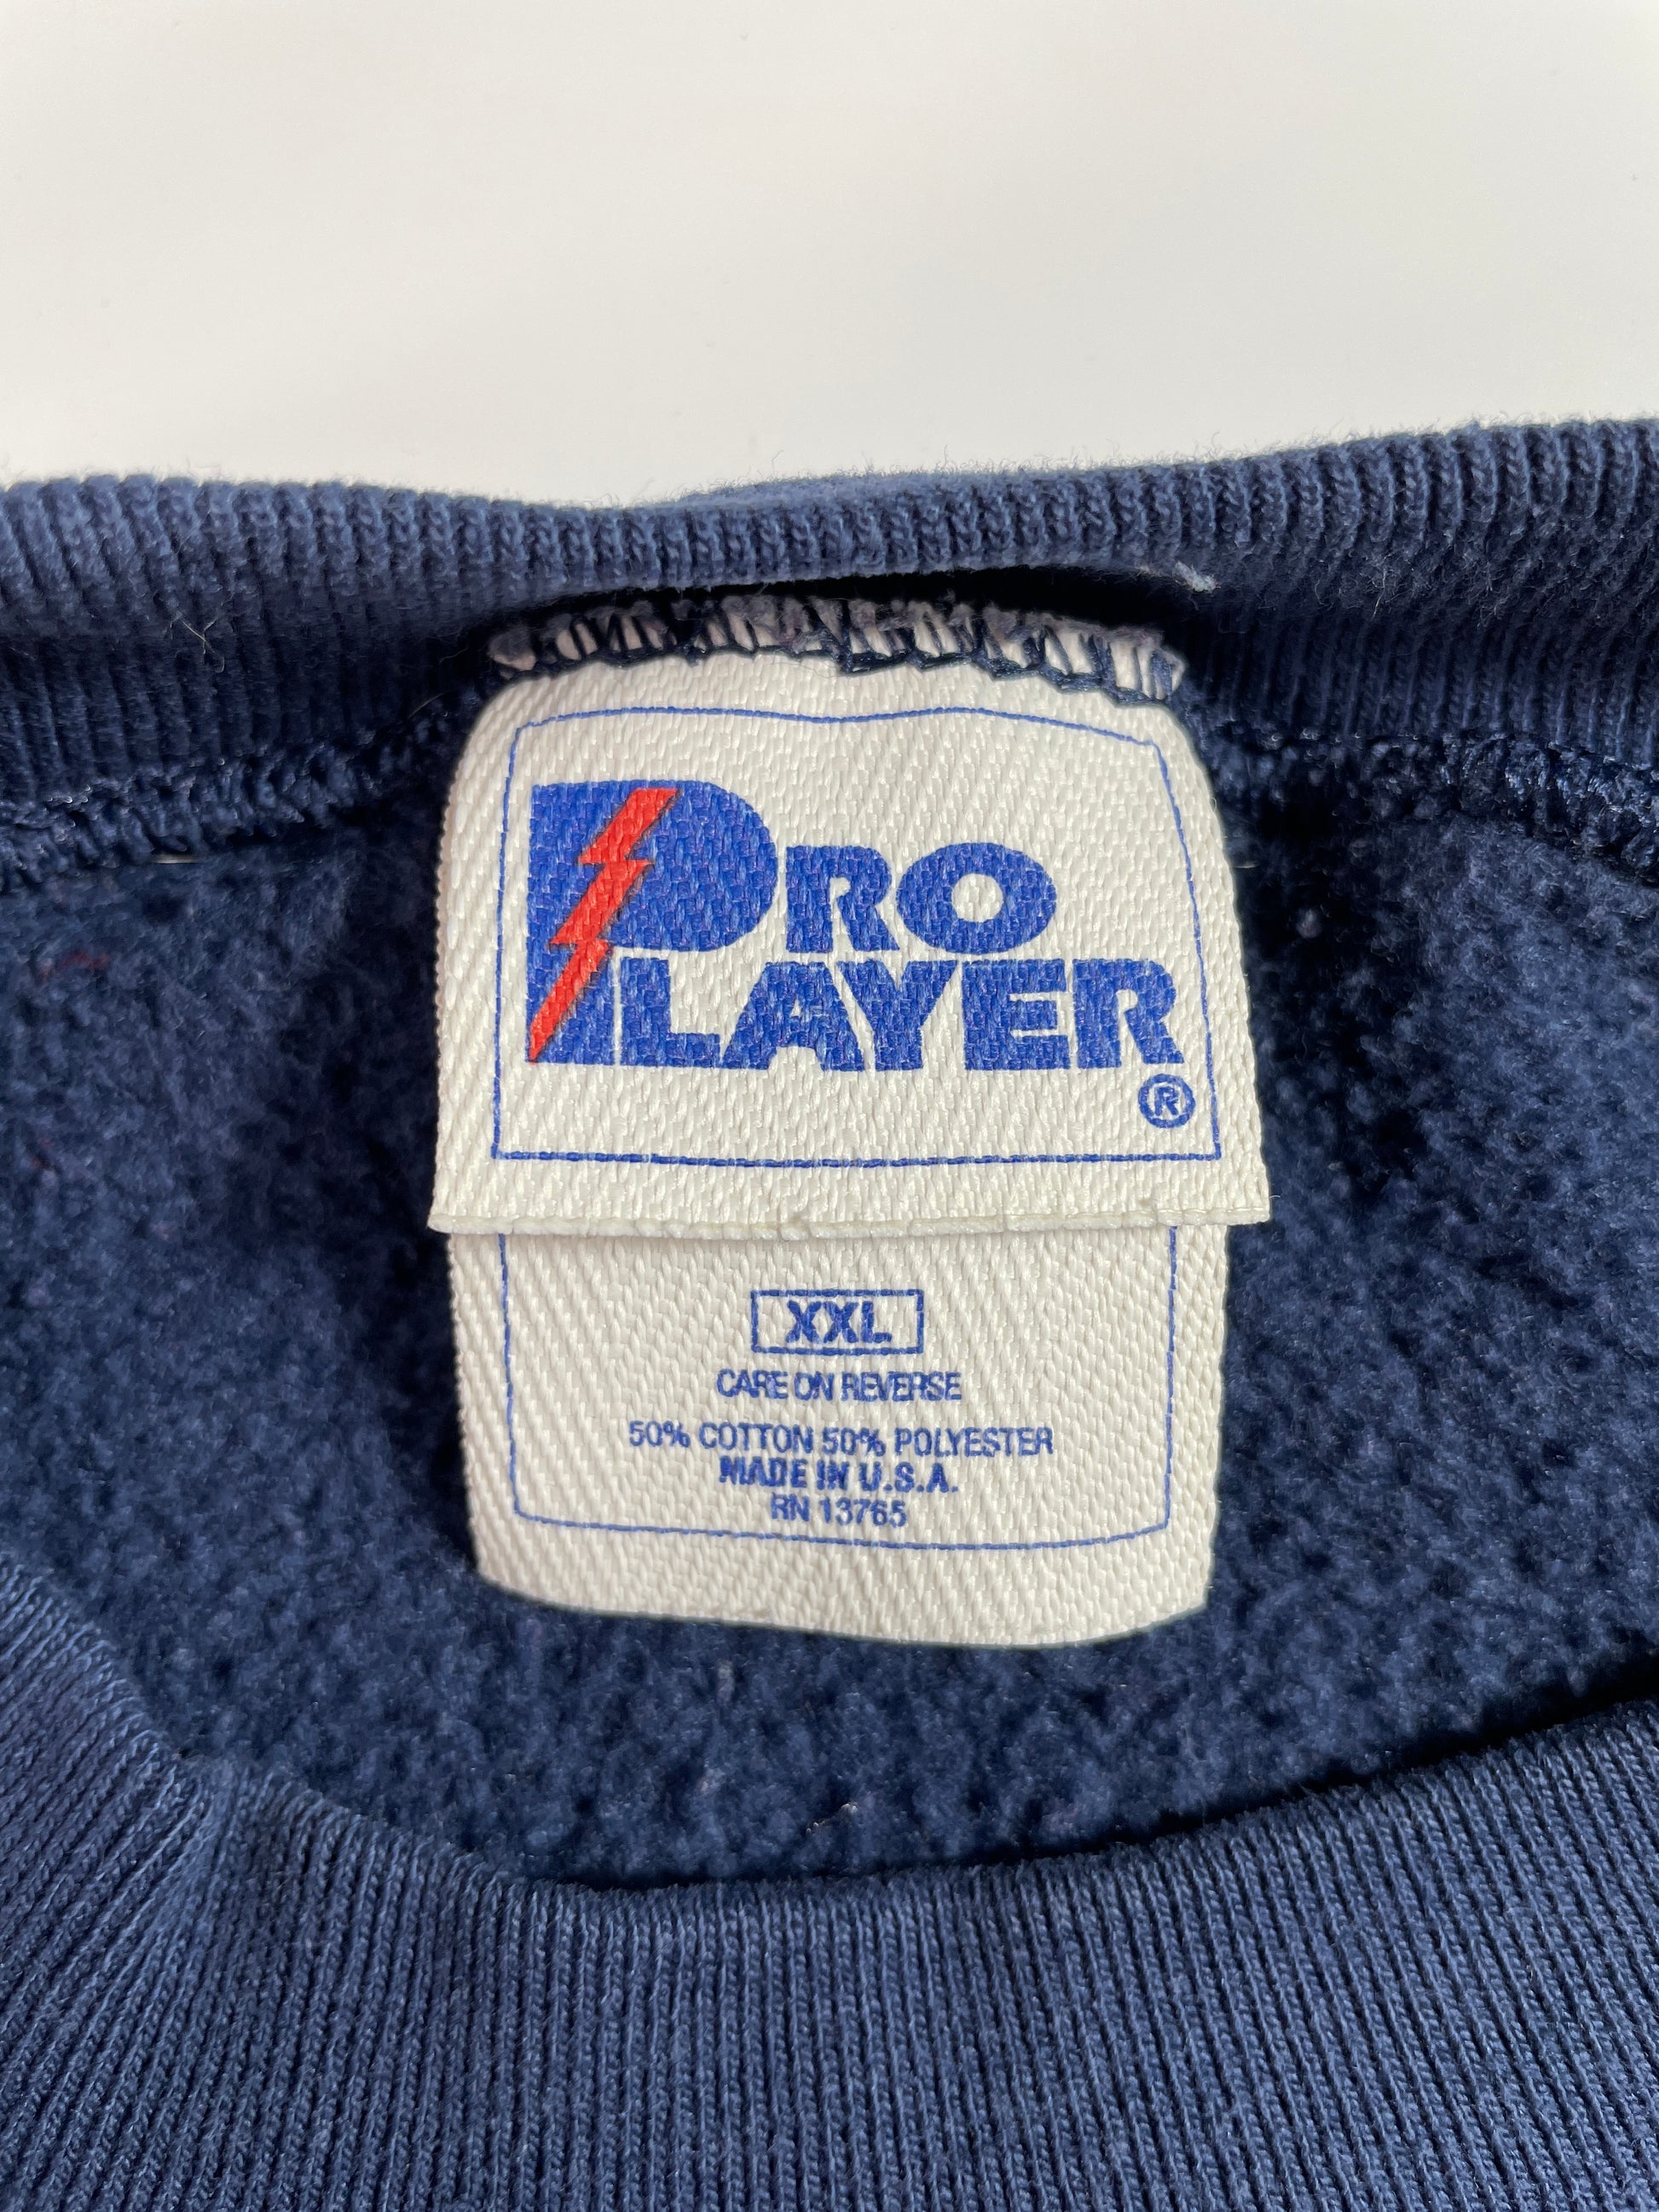 PRO
PLAYER
®
XXL
CARE ON REVERSE
50% COTTON 50% POLYESTER
MADE IN U.S.A.
RN 13765